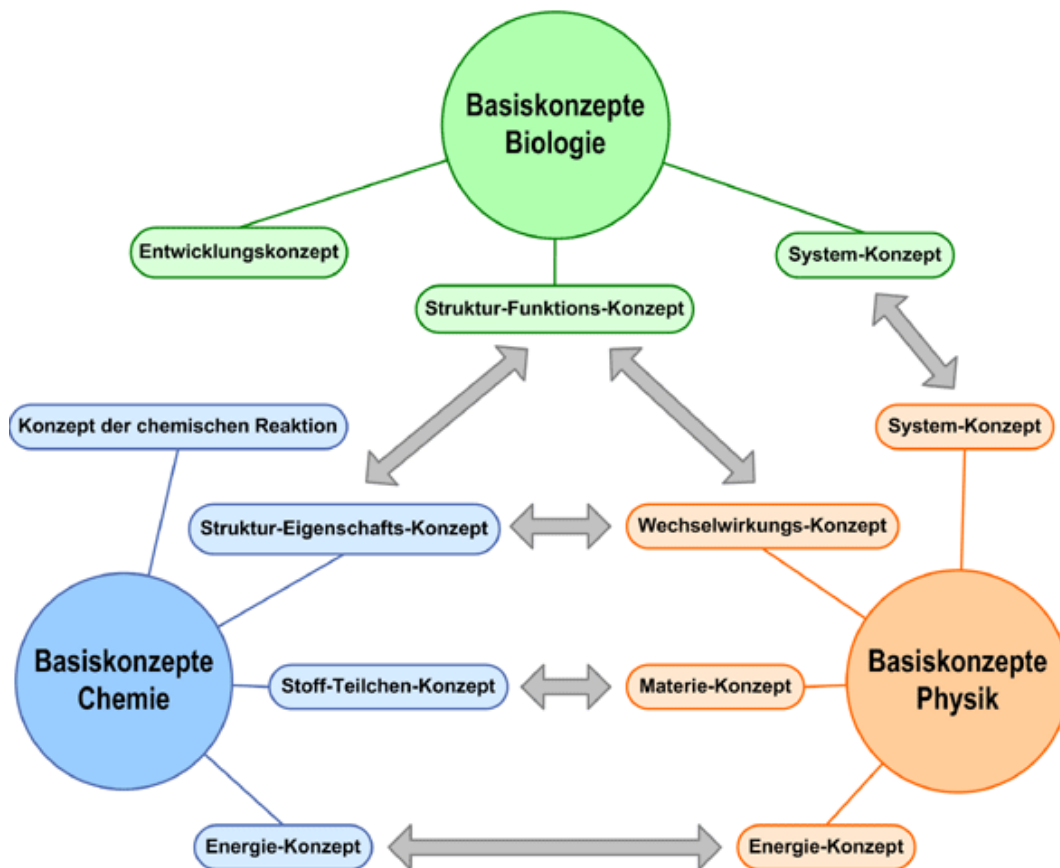 Basiskonzepte
Biologie
Entwicklungskonzept
System-Konzept
Struktur-Funktions-Konzept
Konzept der chemischen Reaktion
System-Konzept
Struktur-Eigenschafts-Konzept
Wechselwirkungs-Konzept
Basiskonzepte
Chemie
Basiskonzepte
Physik
Stoff-Teilchen-Konzept
Materie-Konzept
Energie-Konzept
Energie-Konzept